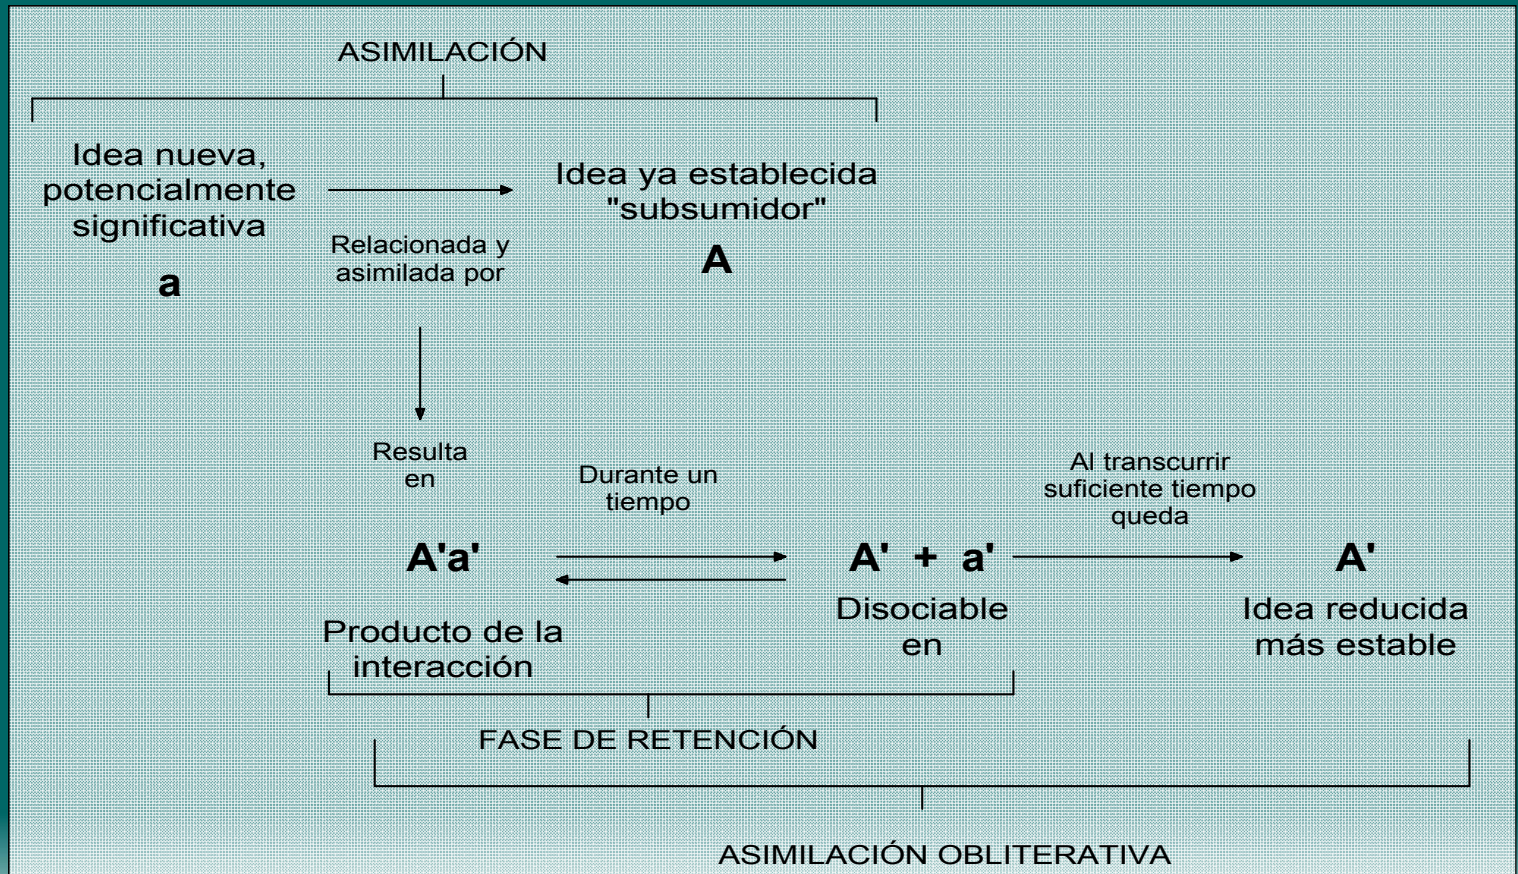 ASIMILACIÓN
Idea nueva,
potencialmente
significativa
a
Relacionada y
asimilada por
Idea ya establecida
"subsumidor"
A
Resulta
en
Durante un
tiempo
Al transcurrir
suficiente tiempo
queda
A'a'
A' + a'
A'
Producto de la
interacción
Disociable
en
Idea reducida
más estable
FASE DE RETENCIÓN
ASIMILACIÓN OBLITERATIVA